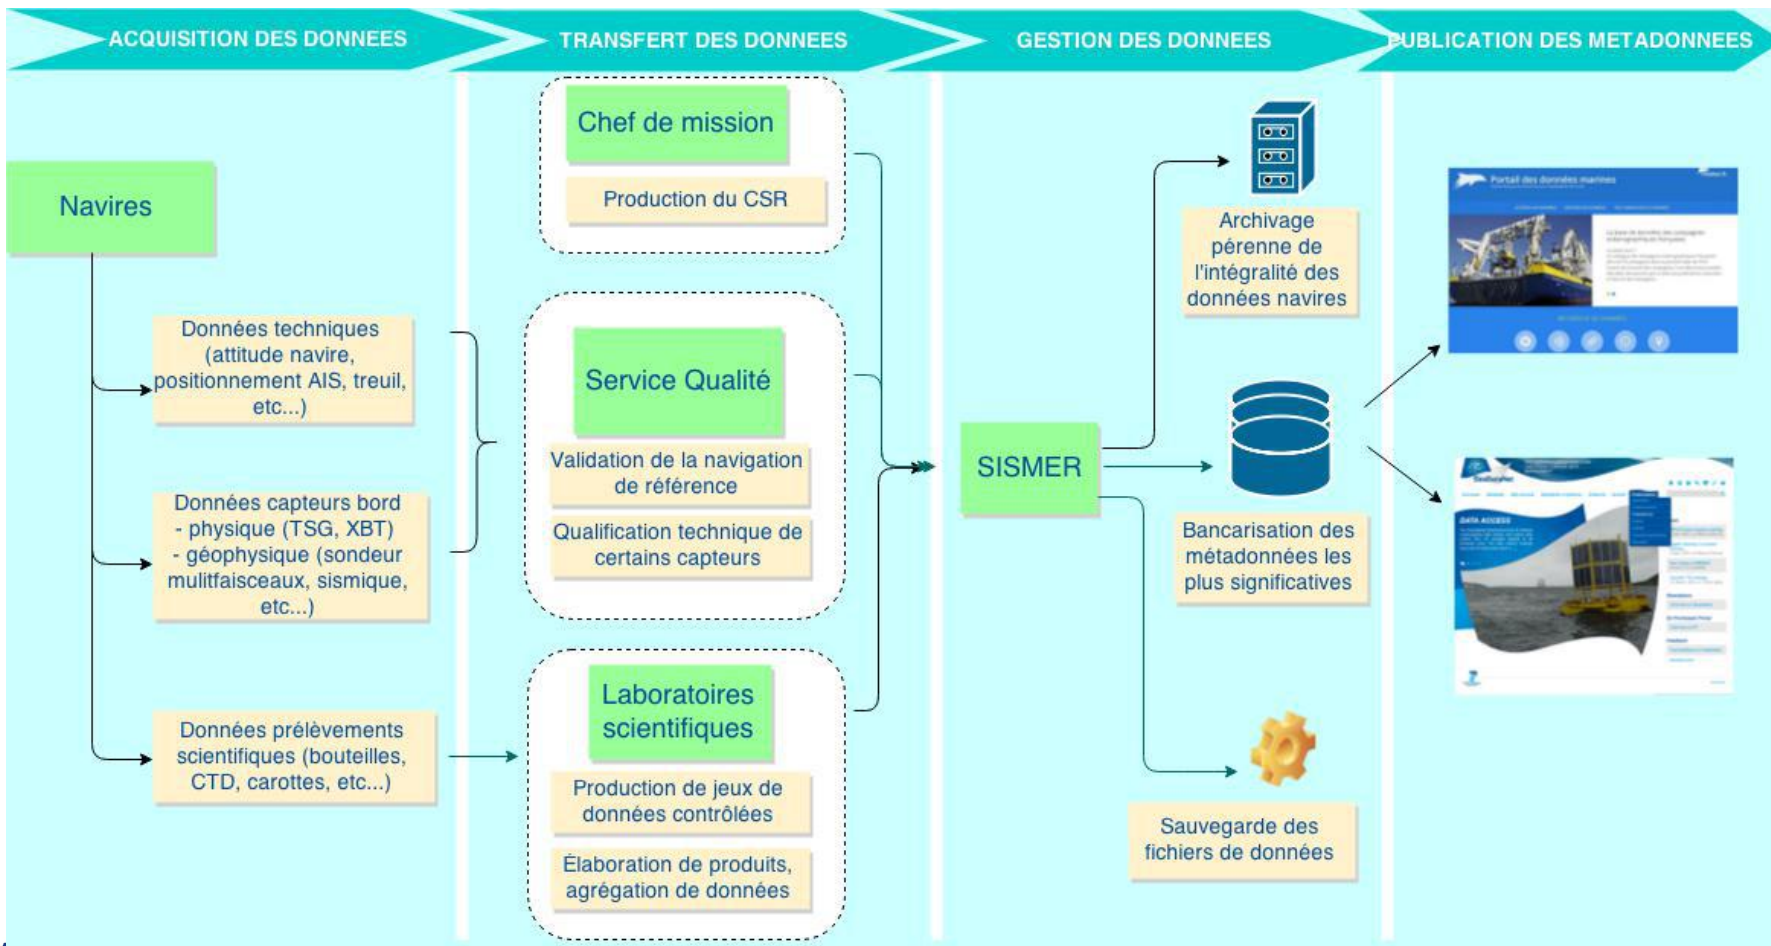 ACQUISITION DES DONNEES
TRANSFERT DES DONNEES
GESTION DES DONNEES
PUBLICATION DES METADONNEES
Navires
Données techniques
(attitude navire,
positionnement AIS, treuil,
etc...)
Données capteurs bord
- physique (TSG, XBT)
- géophysique (sondeur
mulitfaisceaux, sismique,
etc...)
Données prélèvements
scientifiques (bouteilles,
CTD, carottes, etc...)
Chef de mission
Production du CSR
Service Qualité
Validation de la navigation
de référence
Qualification technique de
certains capteurs
Laboratoires
scientifiques
Production de jeux de
données contrôlées
Élaboration de produits,
agrégation de données
SISMER
Archivage
pérenne de
l'intégralité des
données navires
Bancarisation des
métadonnées les
plus significatives
Sauvegarde des
fichiers de données
Portail des données marines
DATA ACCESS